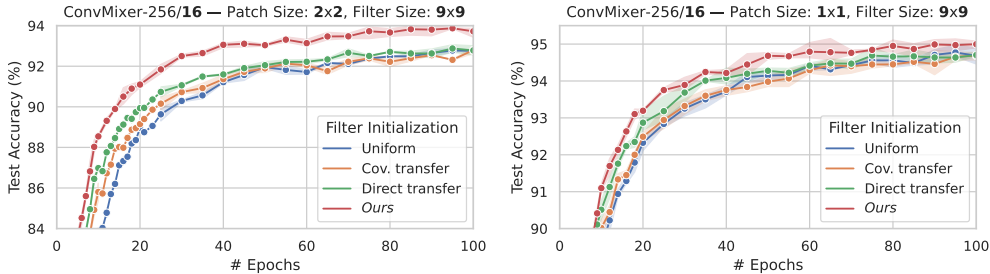 ConvMixer-256/16 — Patch Size: 2x2, Filter Size: 9x9
Test Accuracy (%)
94
92
90
88
86
84
0
20
40
60
80
100
# Epochs
Filter Initialization
Uniform
Cov. transfer
Direct transfer
Ours
ConvMixer-256/16 — Patch Size: 1x1, Filter Size: 9x9
Test Accuracy (%)
95
94
93
92
91
90
0
20
40
60
80
100
# Epochs
Filter Initialization
Uniform
Cov. transfer
Direct transfer
Ours